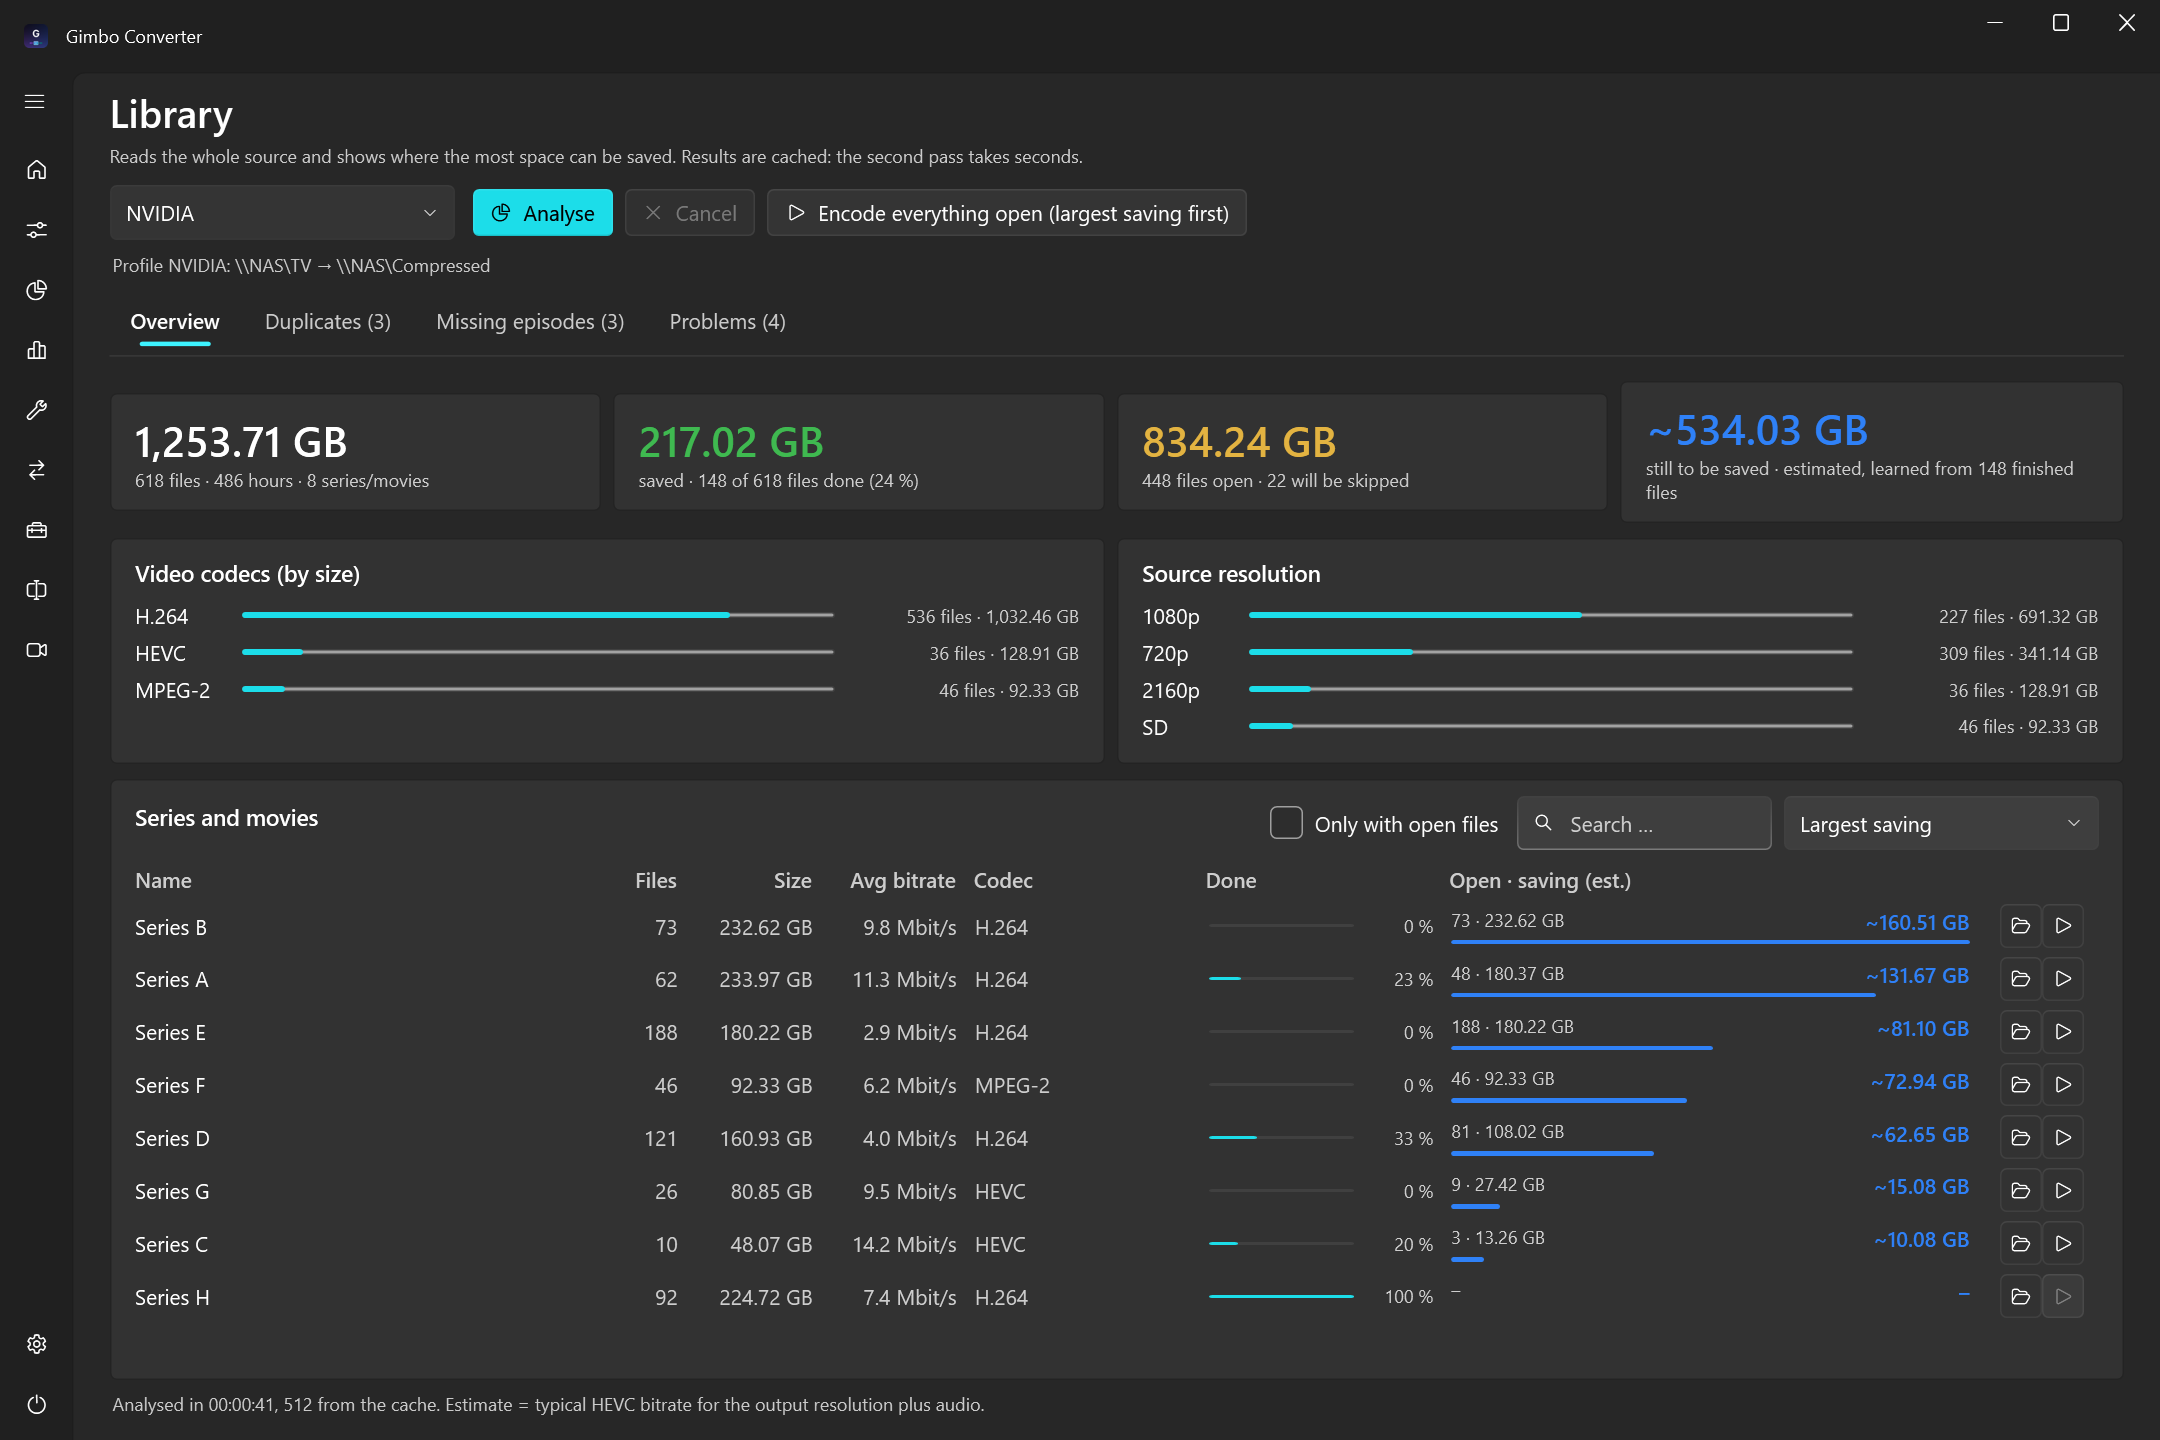 G
Gimbo Converter
Library
Reads the whole source and shows where the most space can be saved. Results are cached: the second pass takes seconds.
NVIDIA
Analyse
Cancel
Encode everything open (largest saving first)
Profile NVIDIA: \\NAS\TV → \\NAS\Compressed
Overview
Duplicates (3)
Missing episodes (3)
Problems (4)
1,253.71 GB
618 files · 486 hours · 8 series/movies
217.02 GB
saved · 148 of 618 files done (24 %)
834.24 GB
448 files open · 22 will be skipped
~534.03 GB
still to be saved · estimated, learned from 148 finished
files
Video codecs (by size)
H.264 536 files · 1,032.46 GB
HEVC 36 files · 128.91 GB
MPEG-2 46 files · 92.33 GB
Source resolution
1080p 227 files · 691.32 GB
720p 309 files · 341.14 GB
2160p 36 files · 128.91 GB
SD 46 files · 92.33 GB
Series and movies
Only with open files
Search ...
Largest saving
Name Files Size Avg bitrate Codec Done Open · saving (est.)
Series B 73 232.62 GB 9.8 Mbit/s H.264 0 % 73 · 232.62 GB ~160.51 GB
Series A 62 233.97 GB 11.3 Mbit/s H.264 23 % 48 · 180.37 GB ~131.67 GB
Series E 188 180.22 GB 2.9 Mbit/s H.264 0 % 188 · 180.22 GB ~81.10 GB
Series F 46 92.33 GB 6.2 Mbit/s MPEG-2 0 % 46 · 92.33 GB ~72.94 GB
Series D 121 160.93 GB 4.0 Mbit/s H.264 33 % 81 · 108.02 GB ~62.65 GB
Series G 26 80.85 GB 9.5 Mbit/s HEVC 0 % 9 · 27.42 GB ~15.08 GB
Series C 10 48.07 GB 14.2 Mbit/s HEVC 20 % 3 · 13.26 GB ~10.08 GB
Series H 92 224.72 GB 7.4 Mbit/s H.264 100 % – –
Analysed in 00:00:41, 512 from the cache. Estimate = typical HEVC bitrate for the output resolution plus audio.